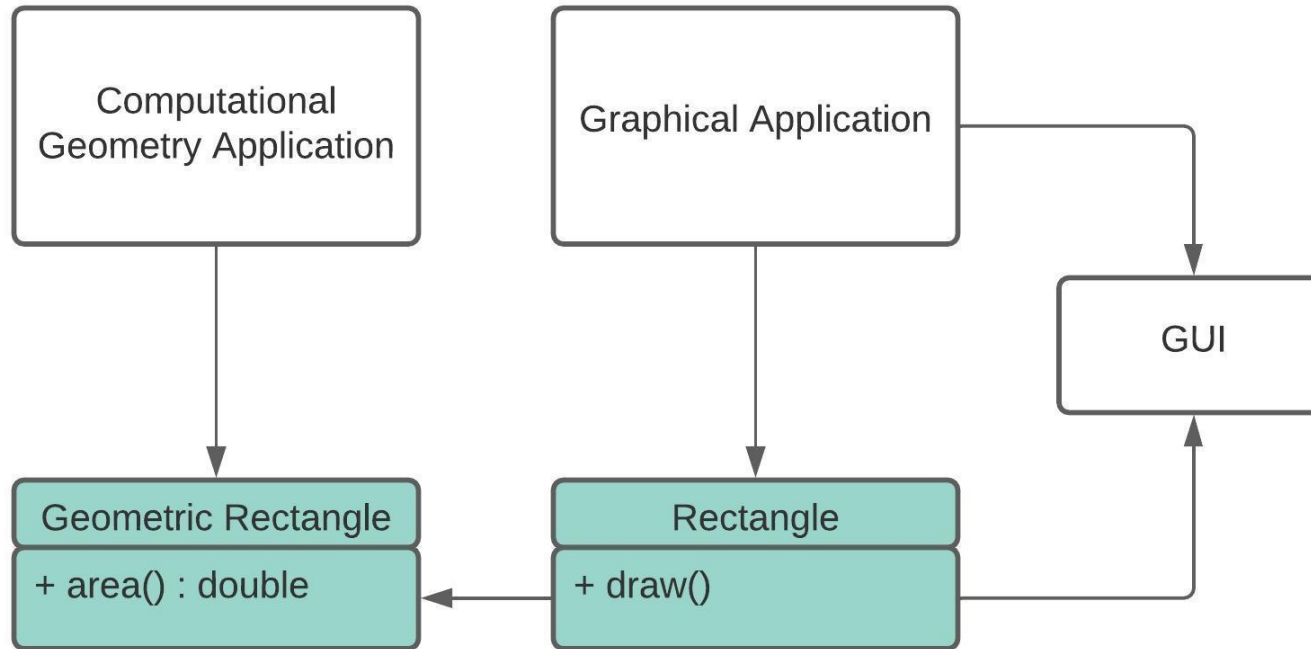 Computational
Geometry Application
Graphical Application
GUI
Geometric Rectangle
+ area() : double
Rectangle
+ draw()